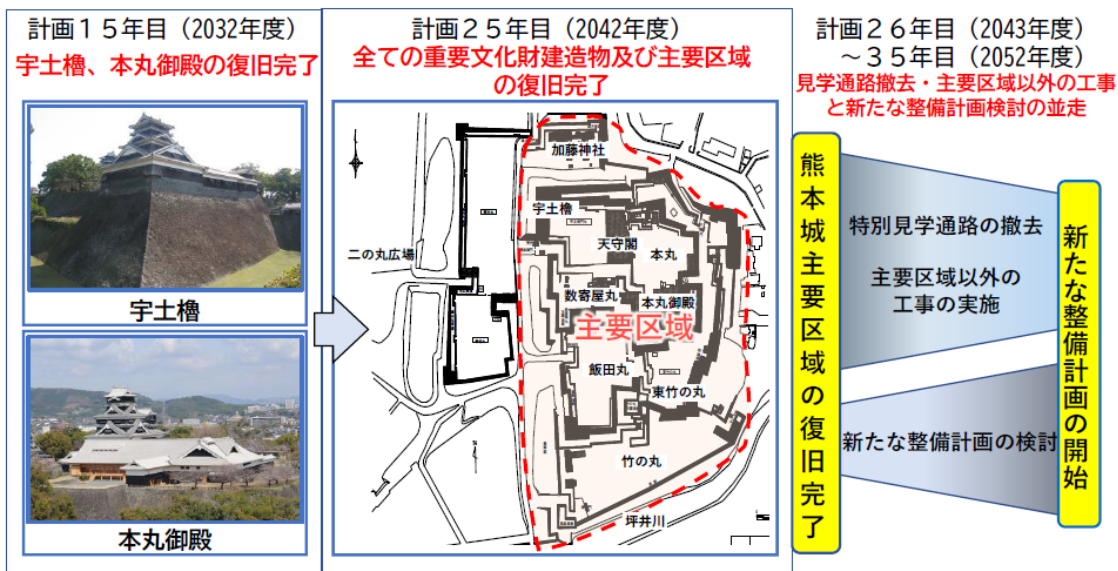 計画１５年目（2032年度）
宇土櫓、本丸御殿の復旧完了
宇土櫓
本丸御殿
計画２５年目（2042年度）
全ての重要文化財建造物及び主要区域
の復旧完了
加藤神社
宇土櫓
天守閣
本丸
二の丸広場
数寄屋丸
本丸御殿
主要区域
飯田丸
東竹の丸
竹の丸
坪井川
計画２６年目（2043年度）
～３５年目（2052年度）
見学通路撤去・主要区域以外の工事
と新たな整備計画検討の並走
熊本城主要区域の復旧完了
特別見学通路の撤去
主要区域以外の
工事の実施
新たな整備計画の検討
新たな整備計画の開始